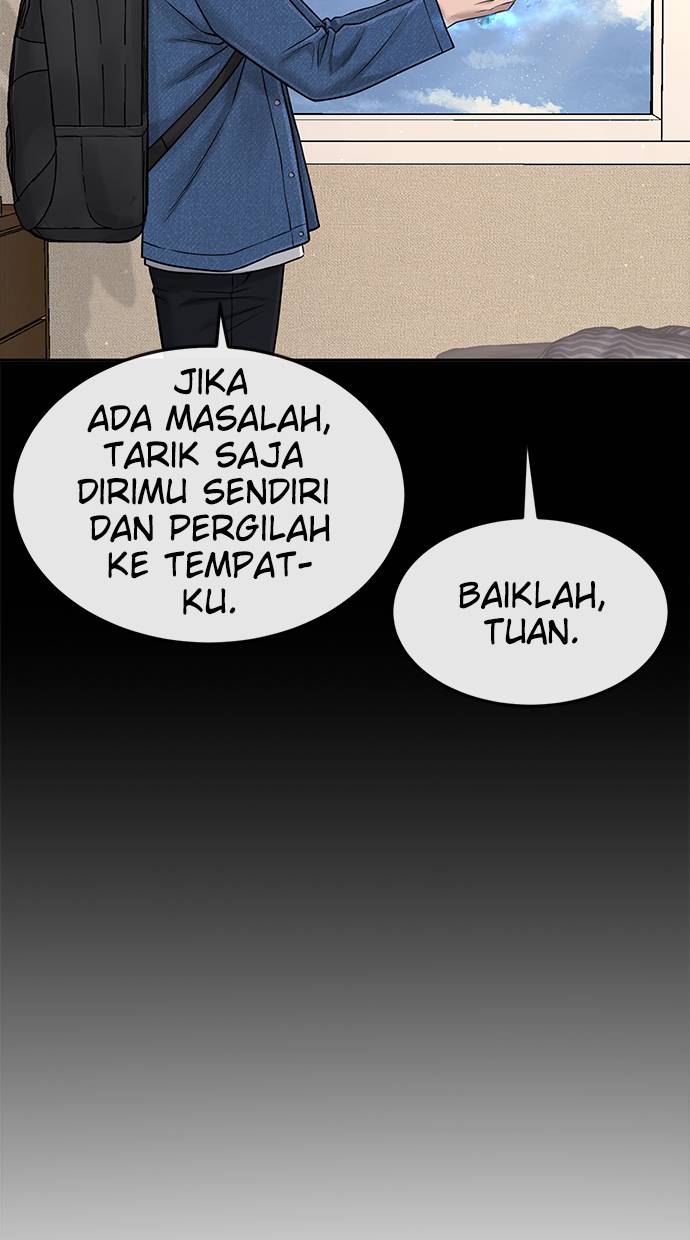 JIKA
ADA MASALAH,
TARIK SAJA
DIRIMU SENDIRI
DAN PERGILAH
KE TEMPAT-
KU.
BAIKLAH,
TUAN.